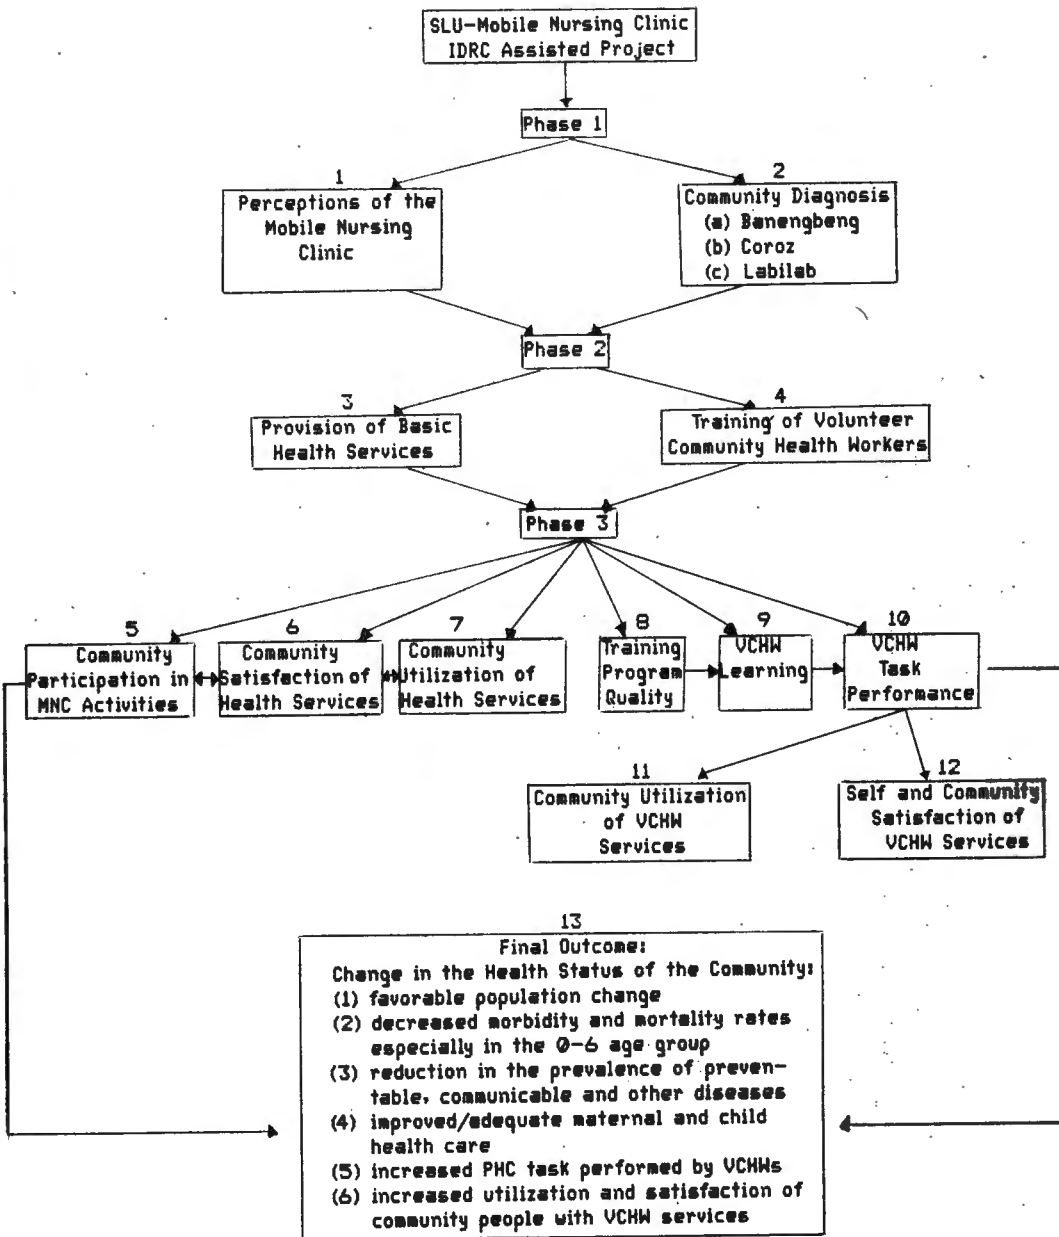 SLU-Mobile Nursing Clinic
IDRC Assisted Project
Phase 1
1
Perceptions of the
Mobile Nursing
Clinic
2
Community Diagnosis
(a) Banengbeng
(b) Coroz
(c) Labilab
Phase 2
3
Provision of Basic
Health Services
4
Training of Volunteer
Community Health Workers
Phase 3
5
Community
Participation in
MNC Activities
6
Community
Satisfaction of
Health Services
7
Community
Utilization of
Health Services
8
Training
Program
Quality
9
VCHW
Learning
10
VCHW
Task
Performance
11
Community Utilization
of VCHW
Services
12
Self and Community
Satisfaction of
VCHW Services
13
Final Outcome:
Change in the Health Status of the Community:
(1) favorable population change
(2) decreased morbidity and mortality rates
especially in the 0-6 age group
(3) reduction in the prevalence of preven-
table, communicable and other diseases
(4) improved/adequate maternal and child
health care
(5) increased PHC task performed by VCHWs
(6) increased utilization and satisfaction of
community people with VCHW services